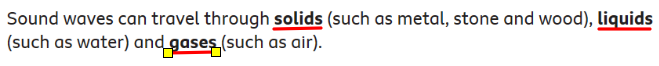 Sound waves can travel through solids (such as metal, stone and wood), liquids
(such as water) and gases (such as air).